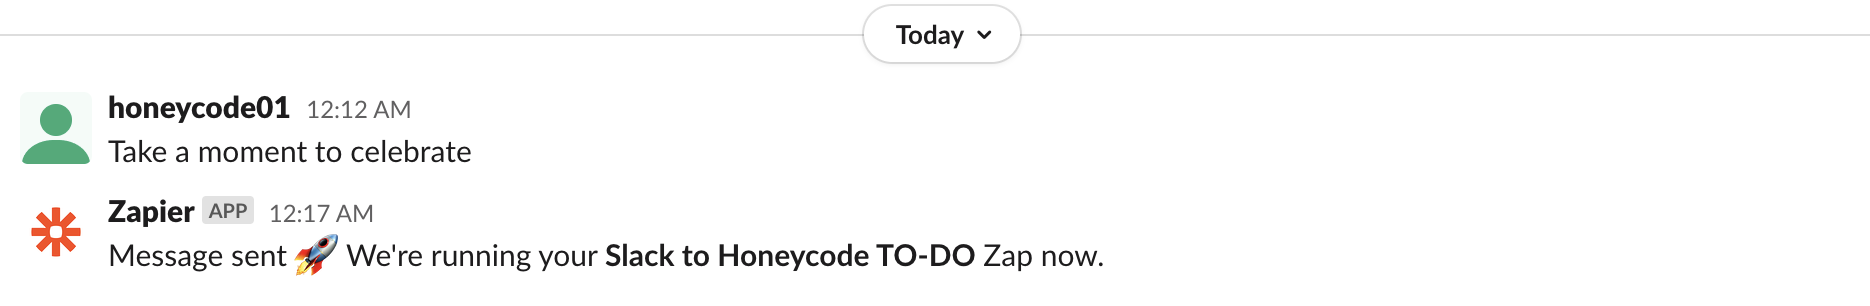 Today
honeycode01 12:12 AM
Take a moment to celebrate
Zapier APP 12:17 AM
Message sent 🚀 We're running your Slack to Honeycode TO-DO Zap now.